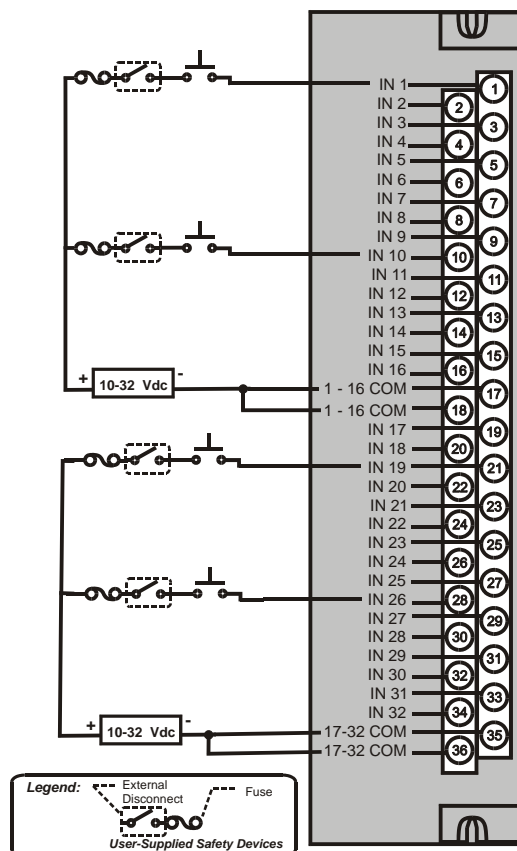 IN 1
1
IN 2
2
IN 3
3
IN 4
4
IN 5
5
IN 6
6
IN 7
7
IN 8
8
IN 9
9
IN 10
10
IN 11
11
IN 12
12
IN 13
13
IN 14
14
IN 15
15
IN 16
16
+ 10-32 Vdc -
1 - 16 COM
17
1 - 16 COM
18
IN 17
19
IN 18
20
IN 19
21
IN 20
22
IN 21
23
IN 22
24
IN 23
25
IN 24
26
IN 25
27
IN 26
28
IN 27
29
IN 28
30
IN 29
31
IN 30
32
IN 31
33
IN 32
34
+ 10-32 Vdc -
17-32 COM
35
17-32 COM
36
Legend:
External
Disconnect
Fuse
User-Supplied Safety Devices